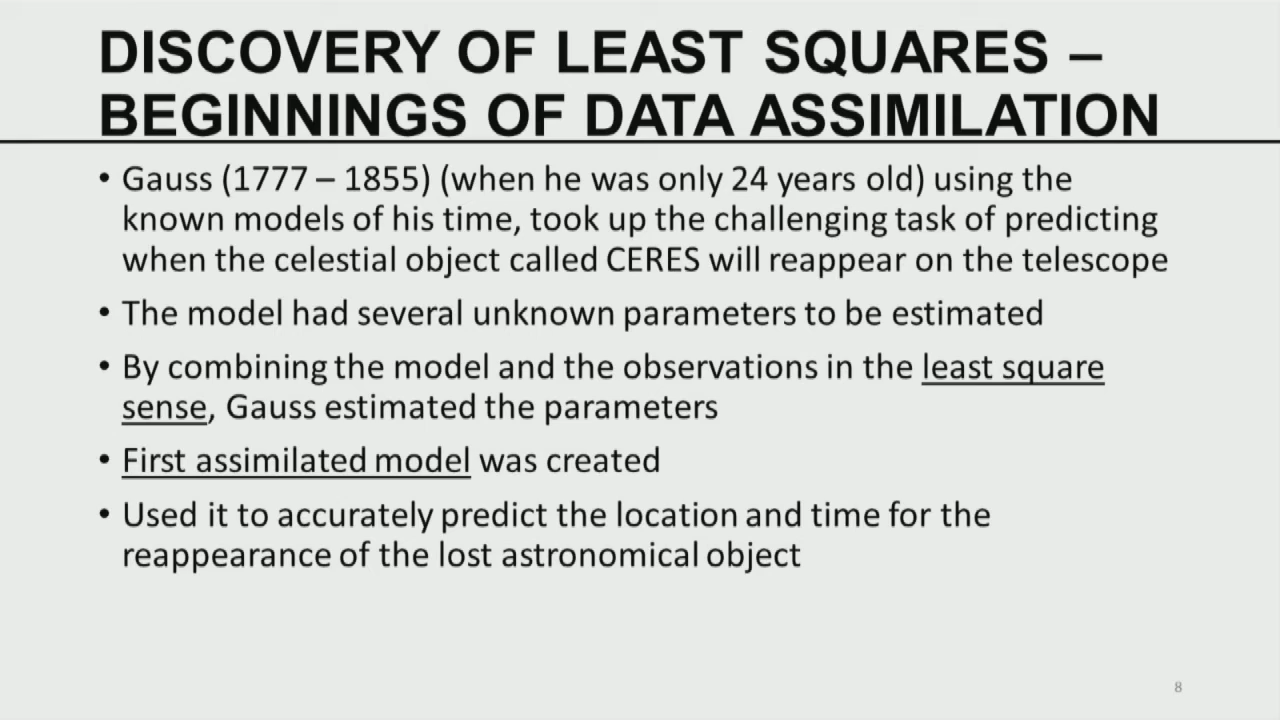 DISCOVERY OF LEAST SQUARES –
BEGINNINGS OF DATA ASSIMILATION
• Gauss (1777 – 1855) (when he was only 24 years old) using the
known models of his time, took up the challenging task of predicting
when the celestial object called CERES will reappear on the telescope
• The model had several unknown parameters to be estimated
• By combining the model and the observations in the least square
sense, Gauss estimated the parameters
• First assimilated model was created
• Used it to accurately predict the location and time for the
reappearance of the lost astronomical object
8